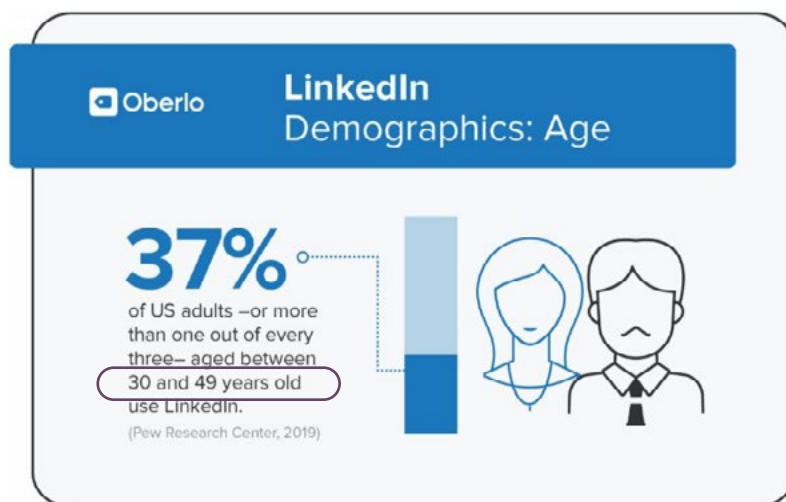 Oberlo
LinkedIn
Demographics: Age
37%
of US adults –or more
than one out of every
three– aged between
30 and 49 years old
use LinkedIn.
(Pew Research Center, 2019)